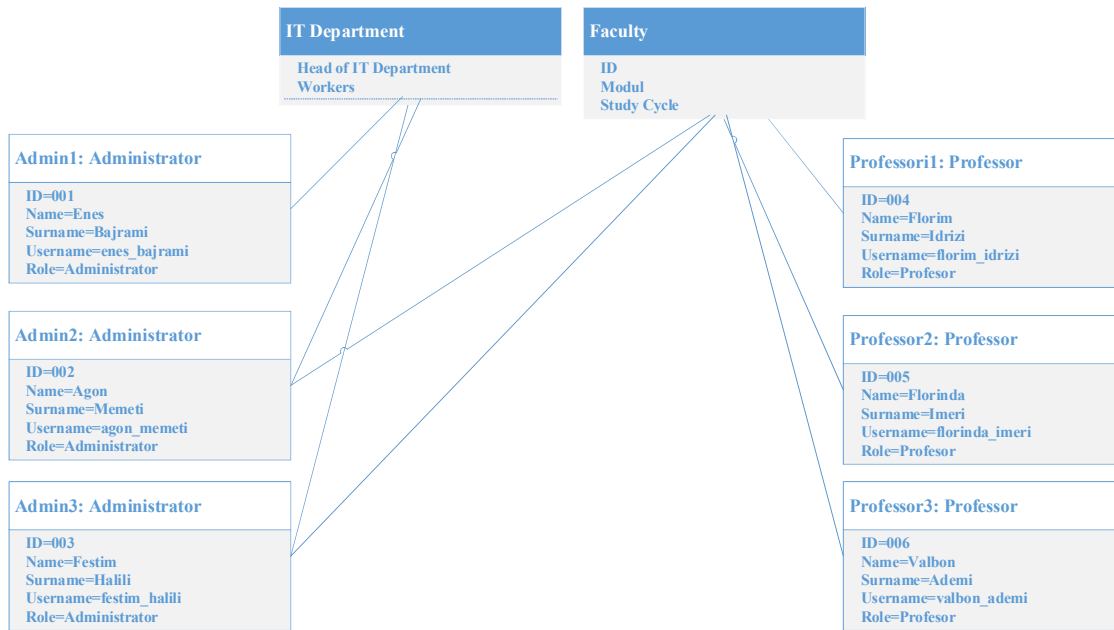 IT Department
Head of IT Department
Workers
Faculty
ID
Modul
Study Cycle
Admin1: Administrator
ID=001
Name=Enes
Surname=Bajrami
Username=enes_bajrami
Role=Administrator
Admin2: Administrator
ID=002
Name=Agon
Surname=Memeti
Username=agon_memeti
Role=Administrator
Admin3: Administrator
ID=003
Name=Festim
Surname=Halili
Username=festim_halili
Role=Administrator
Professori1: Professor
ID=004
Name=Florim
Surname=Idrizi
Username=florim_idrizi
Role=Profesor
Professor2: Professor
ID=005
Name=Florinda
Surname=Imeri
Username=florinda_imeri
Role=Profesor
Professor3: Professor
ID=006
Name=Valbon
Surname=Ademi
Username=valbon_ademi
Role=Profesor